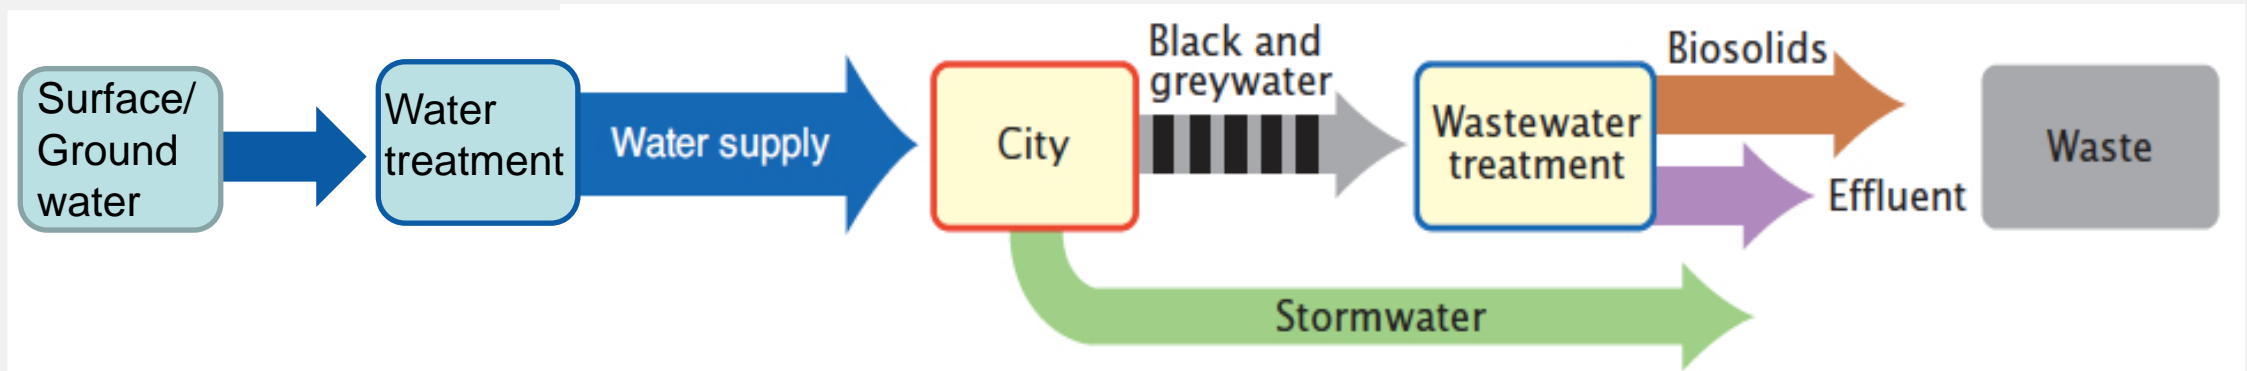 Surface/
Ground
water
Water
treatment
Water supply
City
Black and
greywater
Wastewater
treatment
Biosolids
Effluent
Waste
Stormwater